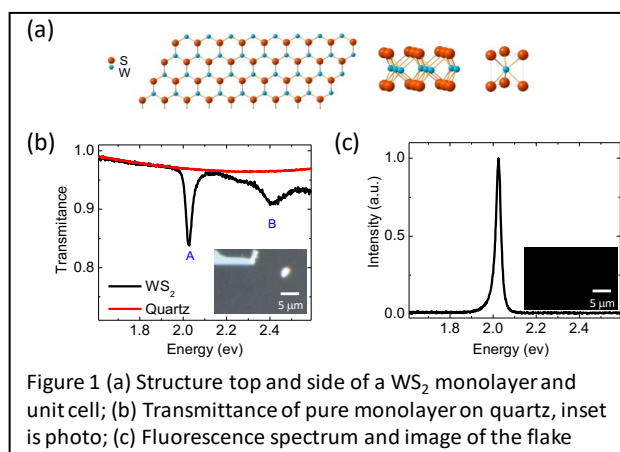 (a)
S
W
(b)
(c)
1.0
0.9
0.8
Transmitance
A
B
WS2
Quartz
5 μm
1.8 2.0 2.2 2.4
Energy (ev)
1.0
0.5
0.0
Intensity (a.u.)
5 μm
1.8 2.0 2.2 2.4
Energy (ev)
Figure 1 (a) Structure top and side of a WS2 monolayer and
unit cell; (b) Transmittance of pure monolayer on quartz, inset
is photo; (c) Fluorescence spectrum and image of the flake